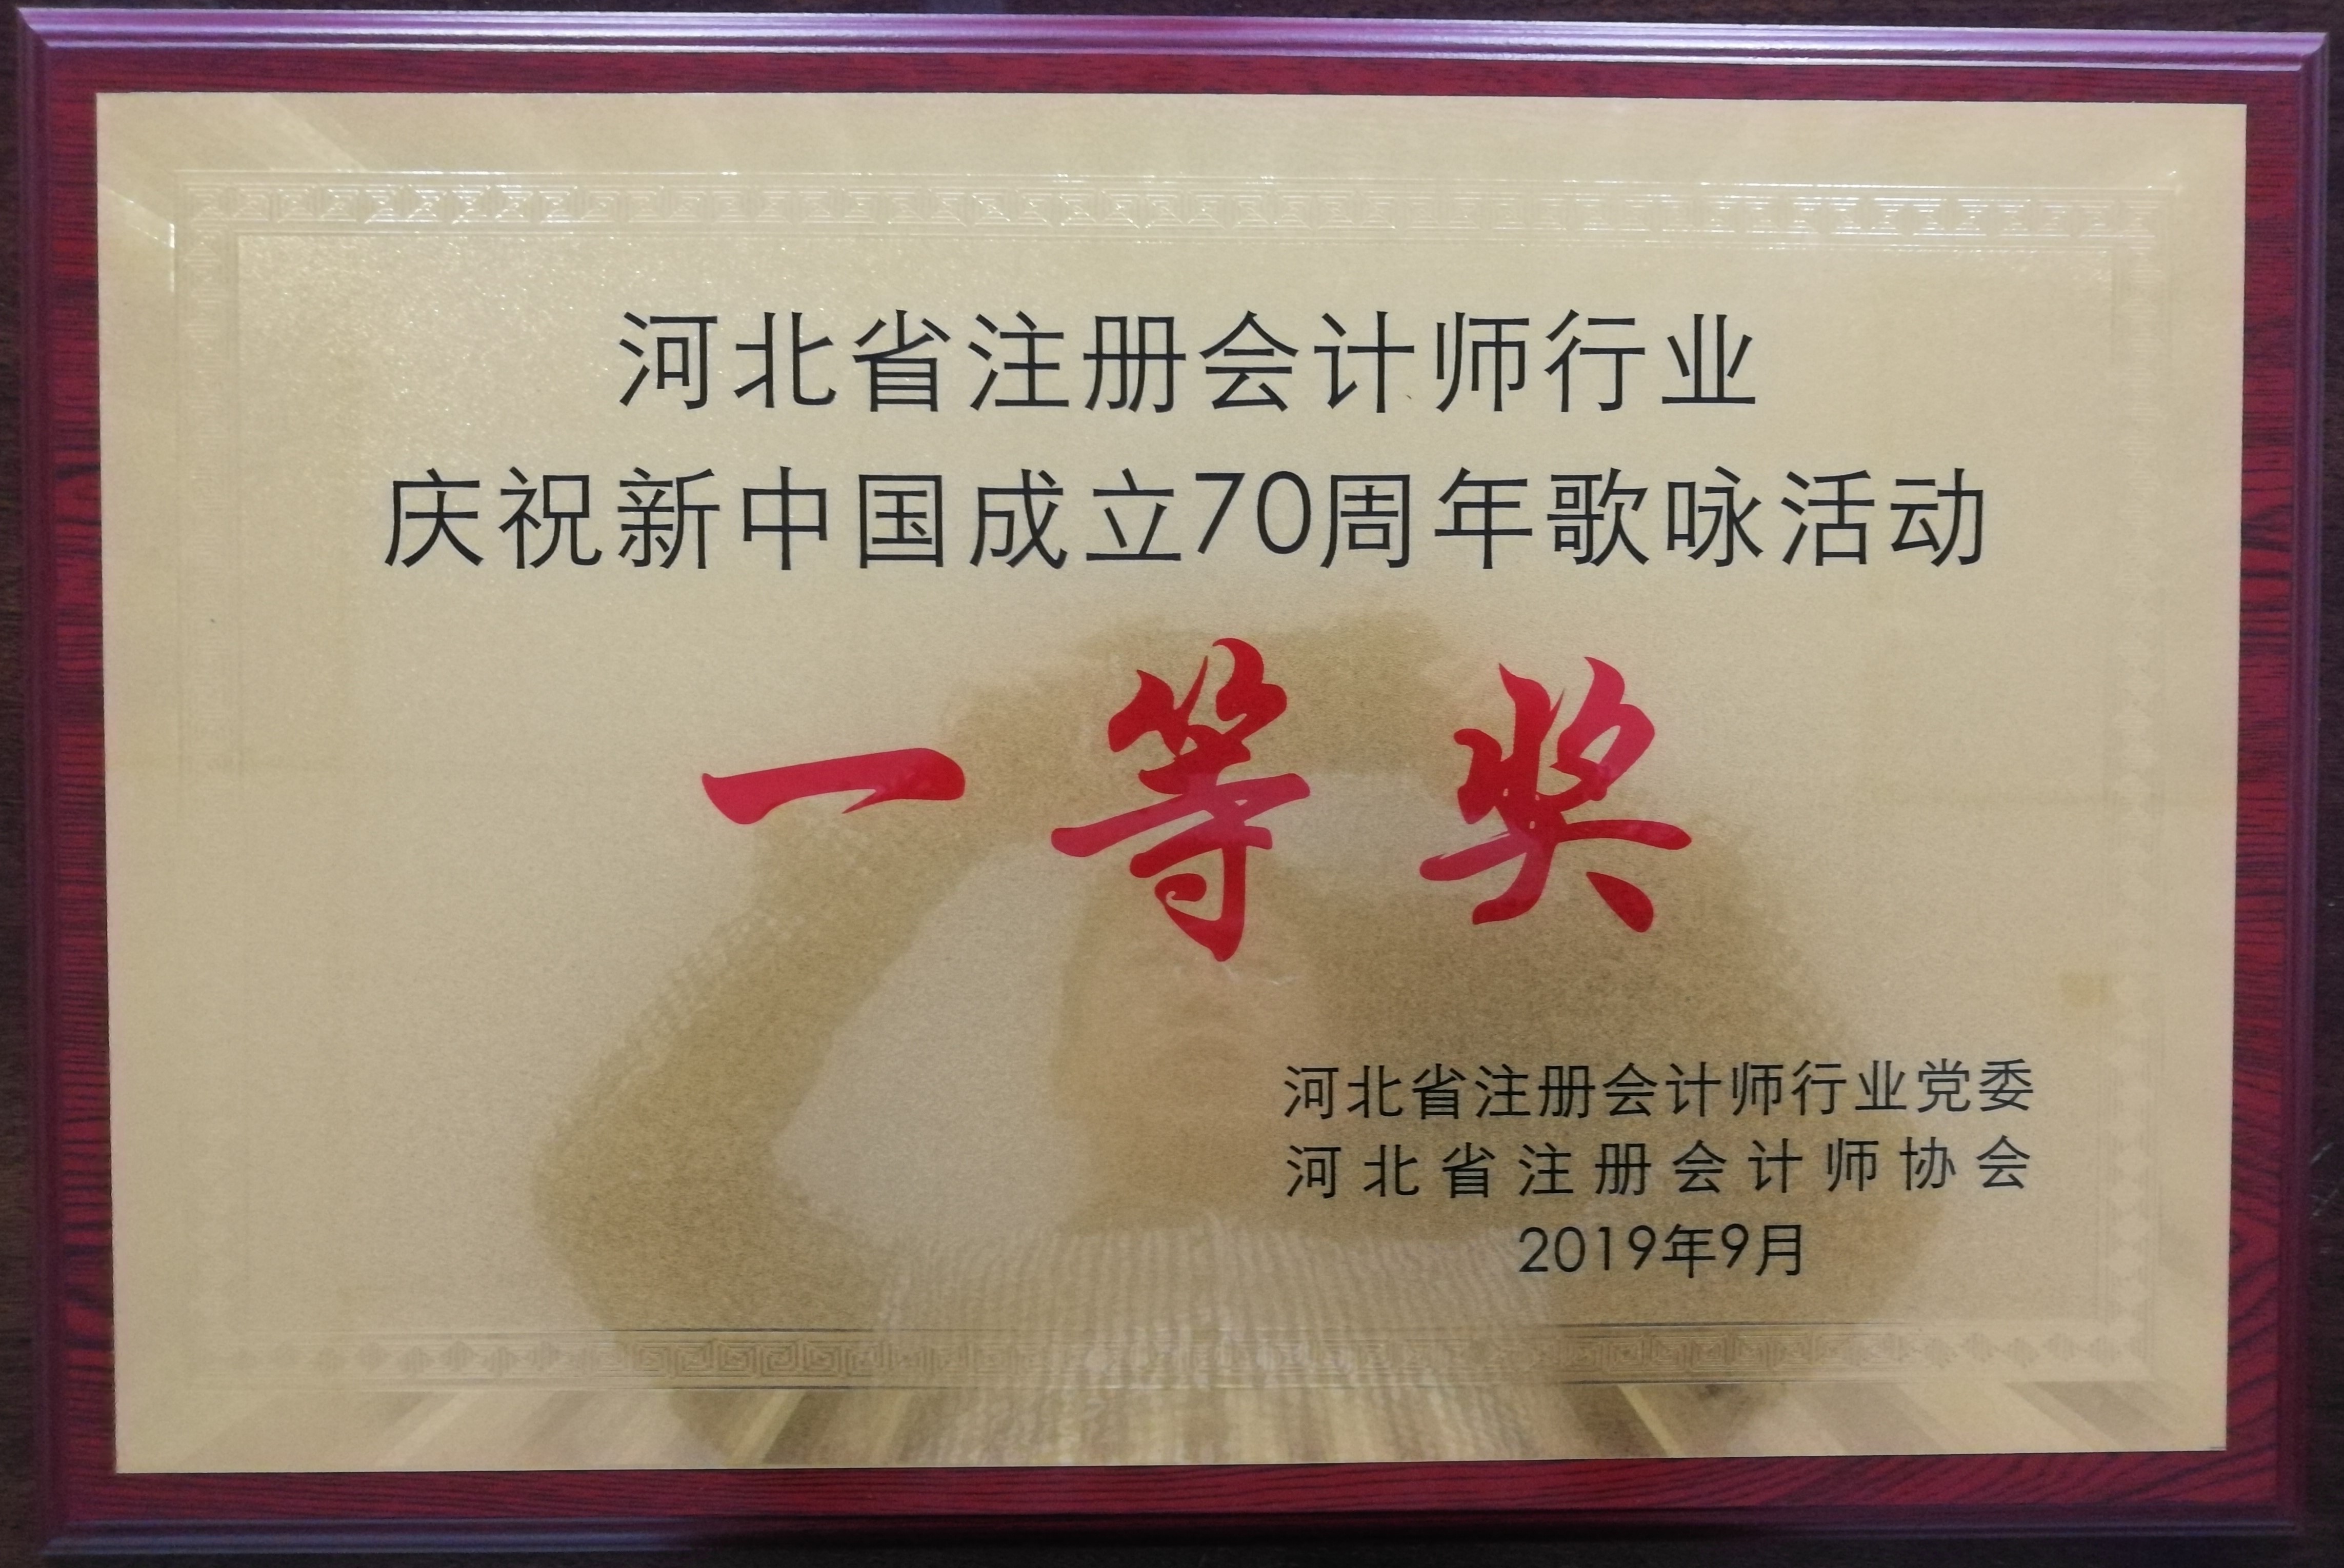 河北省注册会计师行业
庆祝新中国成立70周年歌咏活动
一等奖
河北省注册会计师行业党委
河北省注册会计师协会
2019年9月